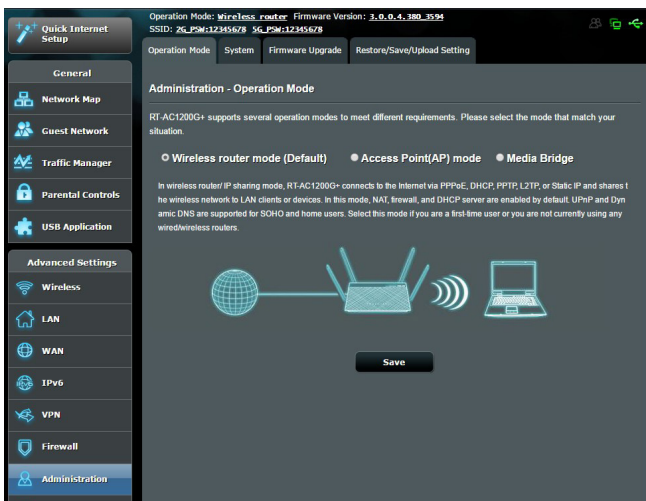 Quick Internet
Setup
Operation Mode: Wireless router Firmware Version: 3.0.0.4.380_3594
SSID: 2G_PSW:12345678 5G_PSW:12345678
Operation Mode System Firmware Upgrade Restore/Save/Upload Setting
General
Network Map
Guest Network
Traffic Manager
Parental Controls
USB Application
Advanced Settings
Wireless
LAN
WAN
IPv6
VPN
Firewall
Administration
Administration - Operation Mode
RT-AC1200G+ supports several operation modes to meet different requirements. Please select the mode that match your
situation.
Wireless router mode (Default) Access Point(AP) mode Media Bridge
In wireless router/ IP sharing mode, RT-AC1200G+ connects to the Internet via PPPoE, DHCP, PPTP, L2TP, or Static IP and shares t
he wireless network to LAN clients or devices. In this mode, NAT, firewall, and DHCP server are enabled by default. UPnP and Dyn
amic DNS are supported for SOHO and home users. Select this mode if you are a first-time user or you are not currently using any
wired/wireless routers.
Save